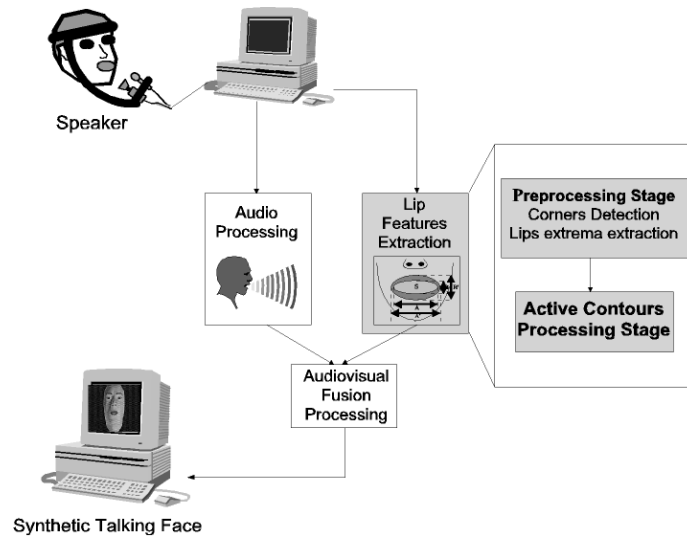 Speaker
Audio
Processing
Lip
Features
Extraction
S
A
A'
Preprocessing Stage
Corners Detection
Lips extrema extraction
Active Contours
Processing Stage
Audiovisual
Fusion
Processing
Synthetic Talking Face